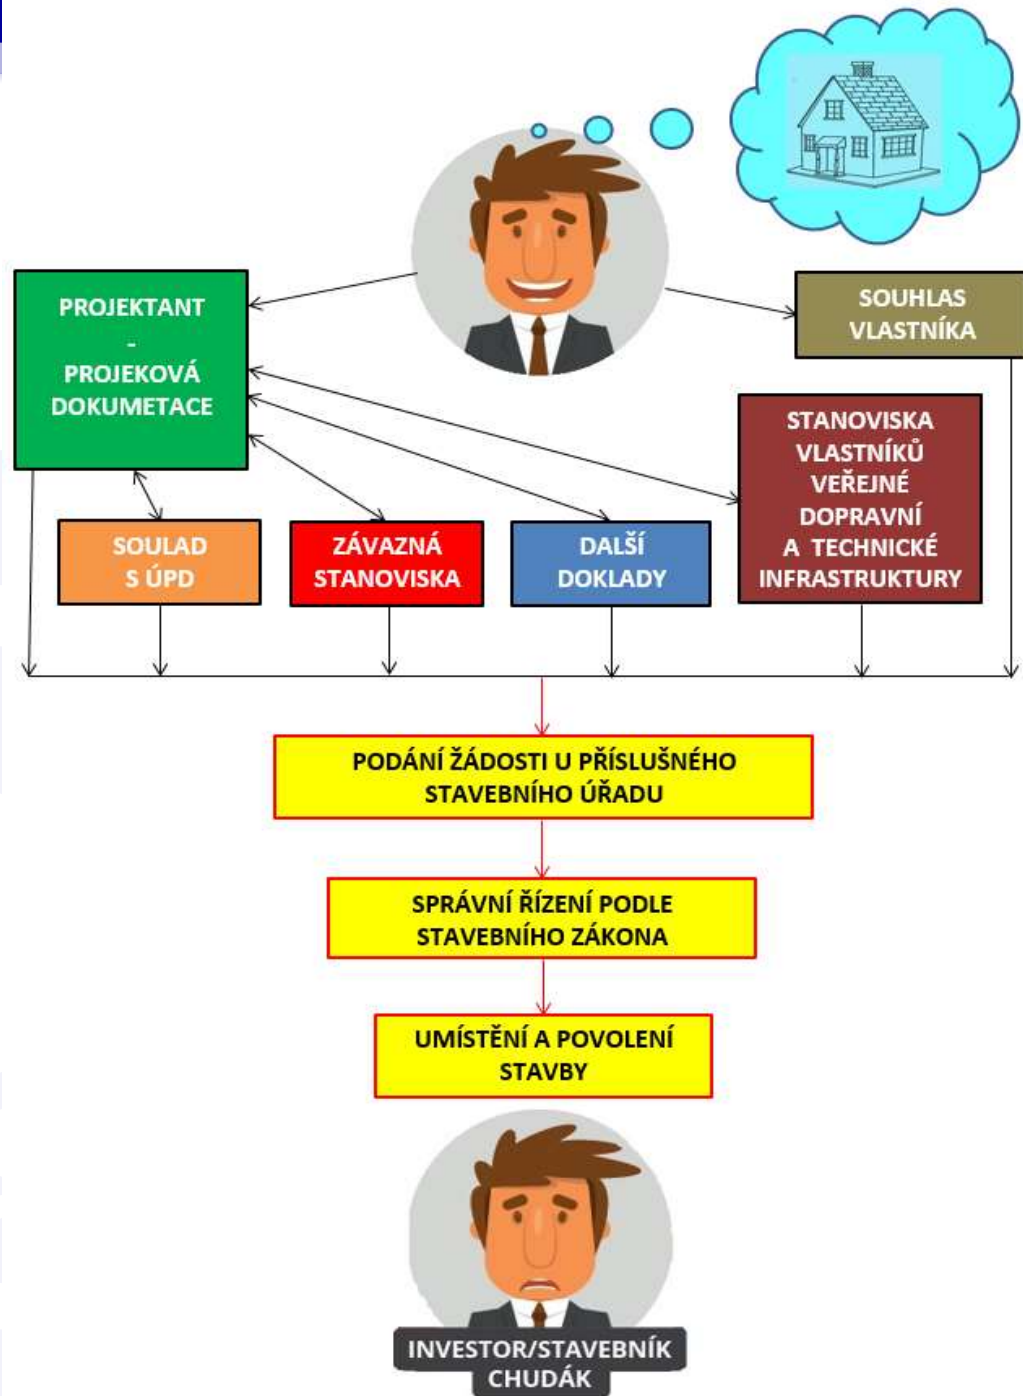 PROJEKTANT
-
PROJEKOVÁ
DOKUMETACE
SOUHLAS
VLASTNÍKA
STANOVISKA
VLASTNÍKŮ
VEŘEJNÉ
DOPRAVNÍ
A TECHNICKÉ
INFRASTRUKTURY
SOULAD
S ÚPD
ZÁVAZNÁ
STANOVISKA
DALŠÍ
DOKLADY
PODÁNÍ ŽÁDOSTI U PŘÍSLUŠNÉHO
STAVEBNÍHO ÚŘADU
SPRÁVNÍ ŘÍZENÍ PODLE
STAVEBNÍHO ZÁKONA
UMÍSTĚNÍ A POVOLENÍ
STAVBY
INVESTOR/STAVEBNÍK
CHUDÁK